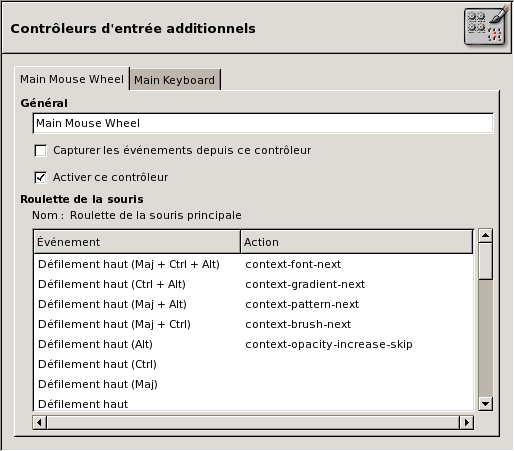 Contrôleurs d'entrée additionnels
Main Mouse Wheel Main Keyboard
Général
Main Mouse Wheel
Capturer les événements depuis ce contrôleur
Activer ce contrôleur
Roulette de la souris
Nom : Roulette de la souris principale
Événement Action
Défilement haut (Maj + Ctrl + Alt) context-font-next
Défilement haut (Ctrl + Alt) context-gradient-next
Défilement haut (Maj + Alt) context-pattern-next
Défilement haut (Maj + Ctrl) context-brush-next
Défilement haut (Alt) context-opacity-increase-skip
Défilement haut (Ctrl)
Défilement haut (Maj)
Défilement haut